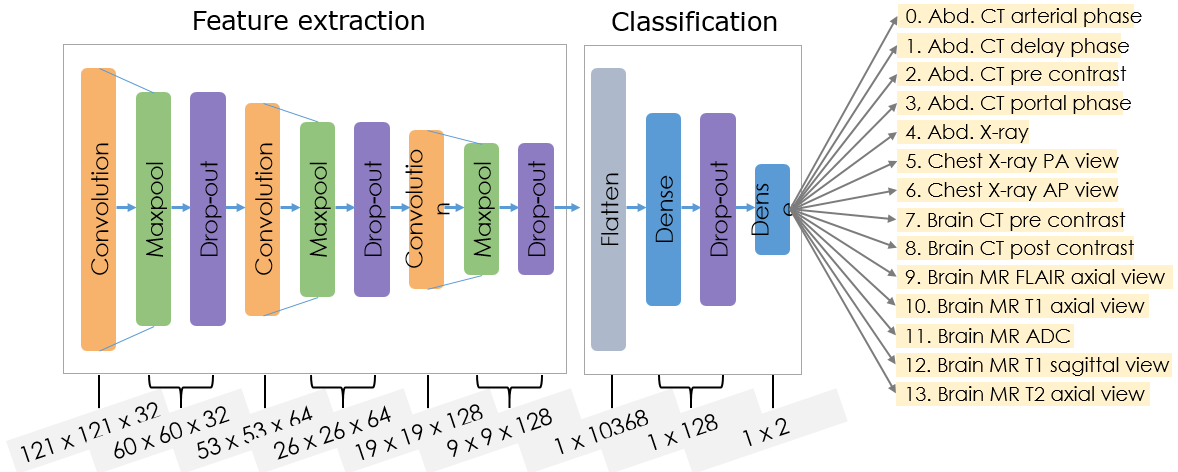 Feature extraction
Classification
Convolution
Maxpool
Drop-out
Convolution
Maxpool
Drop-out
Convolutio
n
Maxpool
Drop-out
Flatten
Dense
Drop-out
Dens
e
0. Abd. CT arterial phase
1. Abd. CT delay phase
2. Abd. CT pre contrast
3, Abd. CT portal phase
4. Abd. X-ray
5. Chest X-ray PA view
6. Chest X-ray AP view
7. Brain CT pre contrast
8. Brain CT post contrast
9. Brain MR FLAIR axial view
10. Brain MR T1 axial view
11. Brain MR ADC
12. Brain MR T1 sagittal view
13. Brain MR T2 axial view
121 x 121 x 32
60 x 60 x 32
53 x 53 x 64
26 x 26 x 64
19 x 19 x 128
9 x 9 x 128
1 x 10368
1 x 128
1 x 2